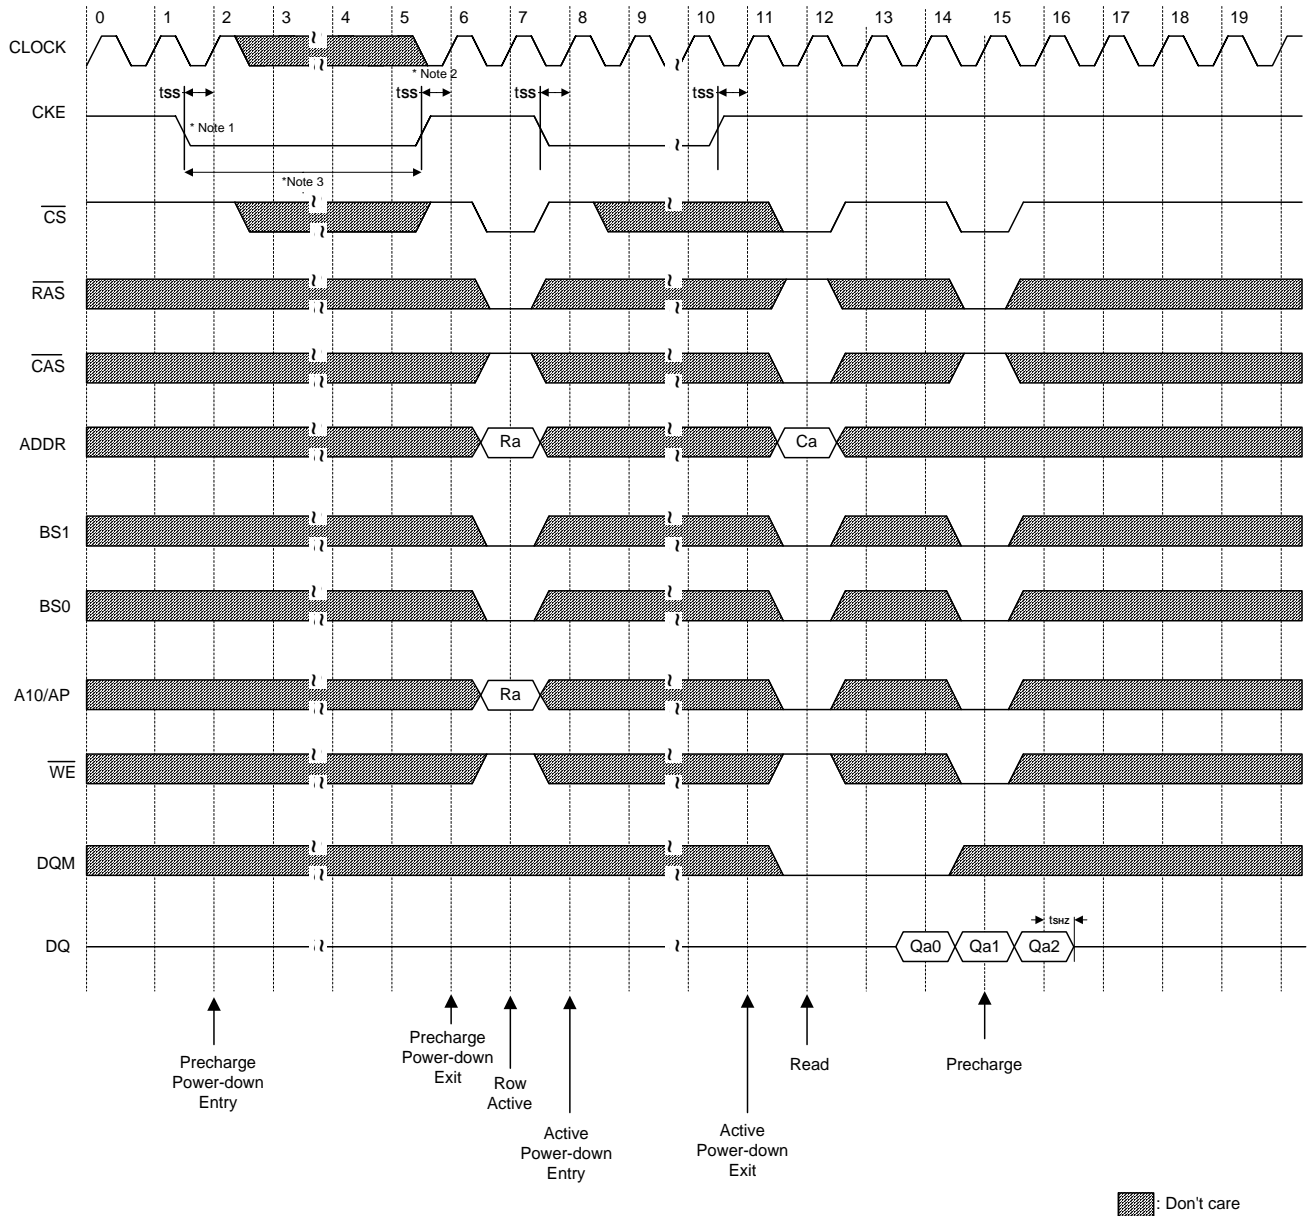 0 1 2 3 4 5 6 7 8 9 10 11 12 13 14 15 16 17 18 19
CLOCK
* Note 2
tss tss tss
CKE
* Note 1
*Note 3
CS
RAS
CAS
ADDR Ra Ca
BS1
BS0
A10/AP Ra
WE
DQM
tSHZ
DQ Qa0 Qa1 Qa2
Precharge
Power-down
Entry
Precharge
Power-down
Exit
Row
Active
Active
Power-down
Entry
Active
Power-down
Exit
Read
Precharge
: Don't care